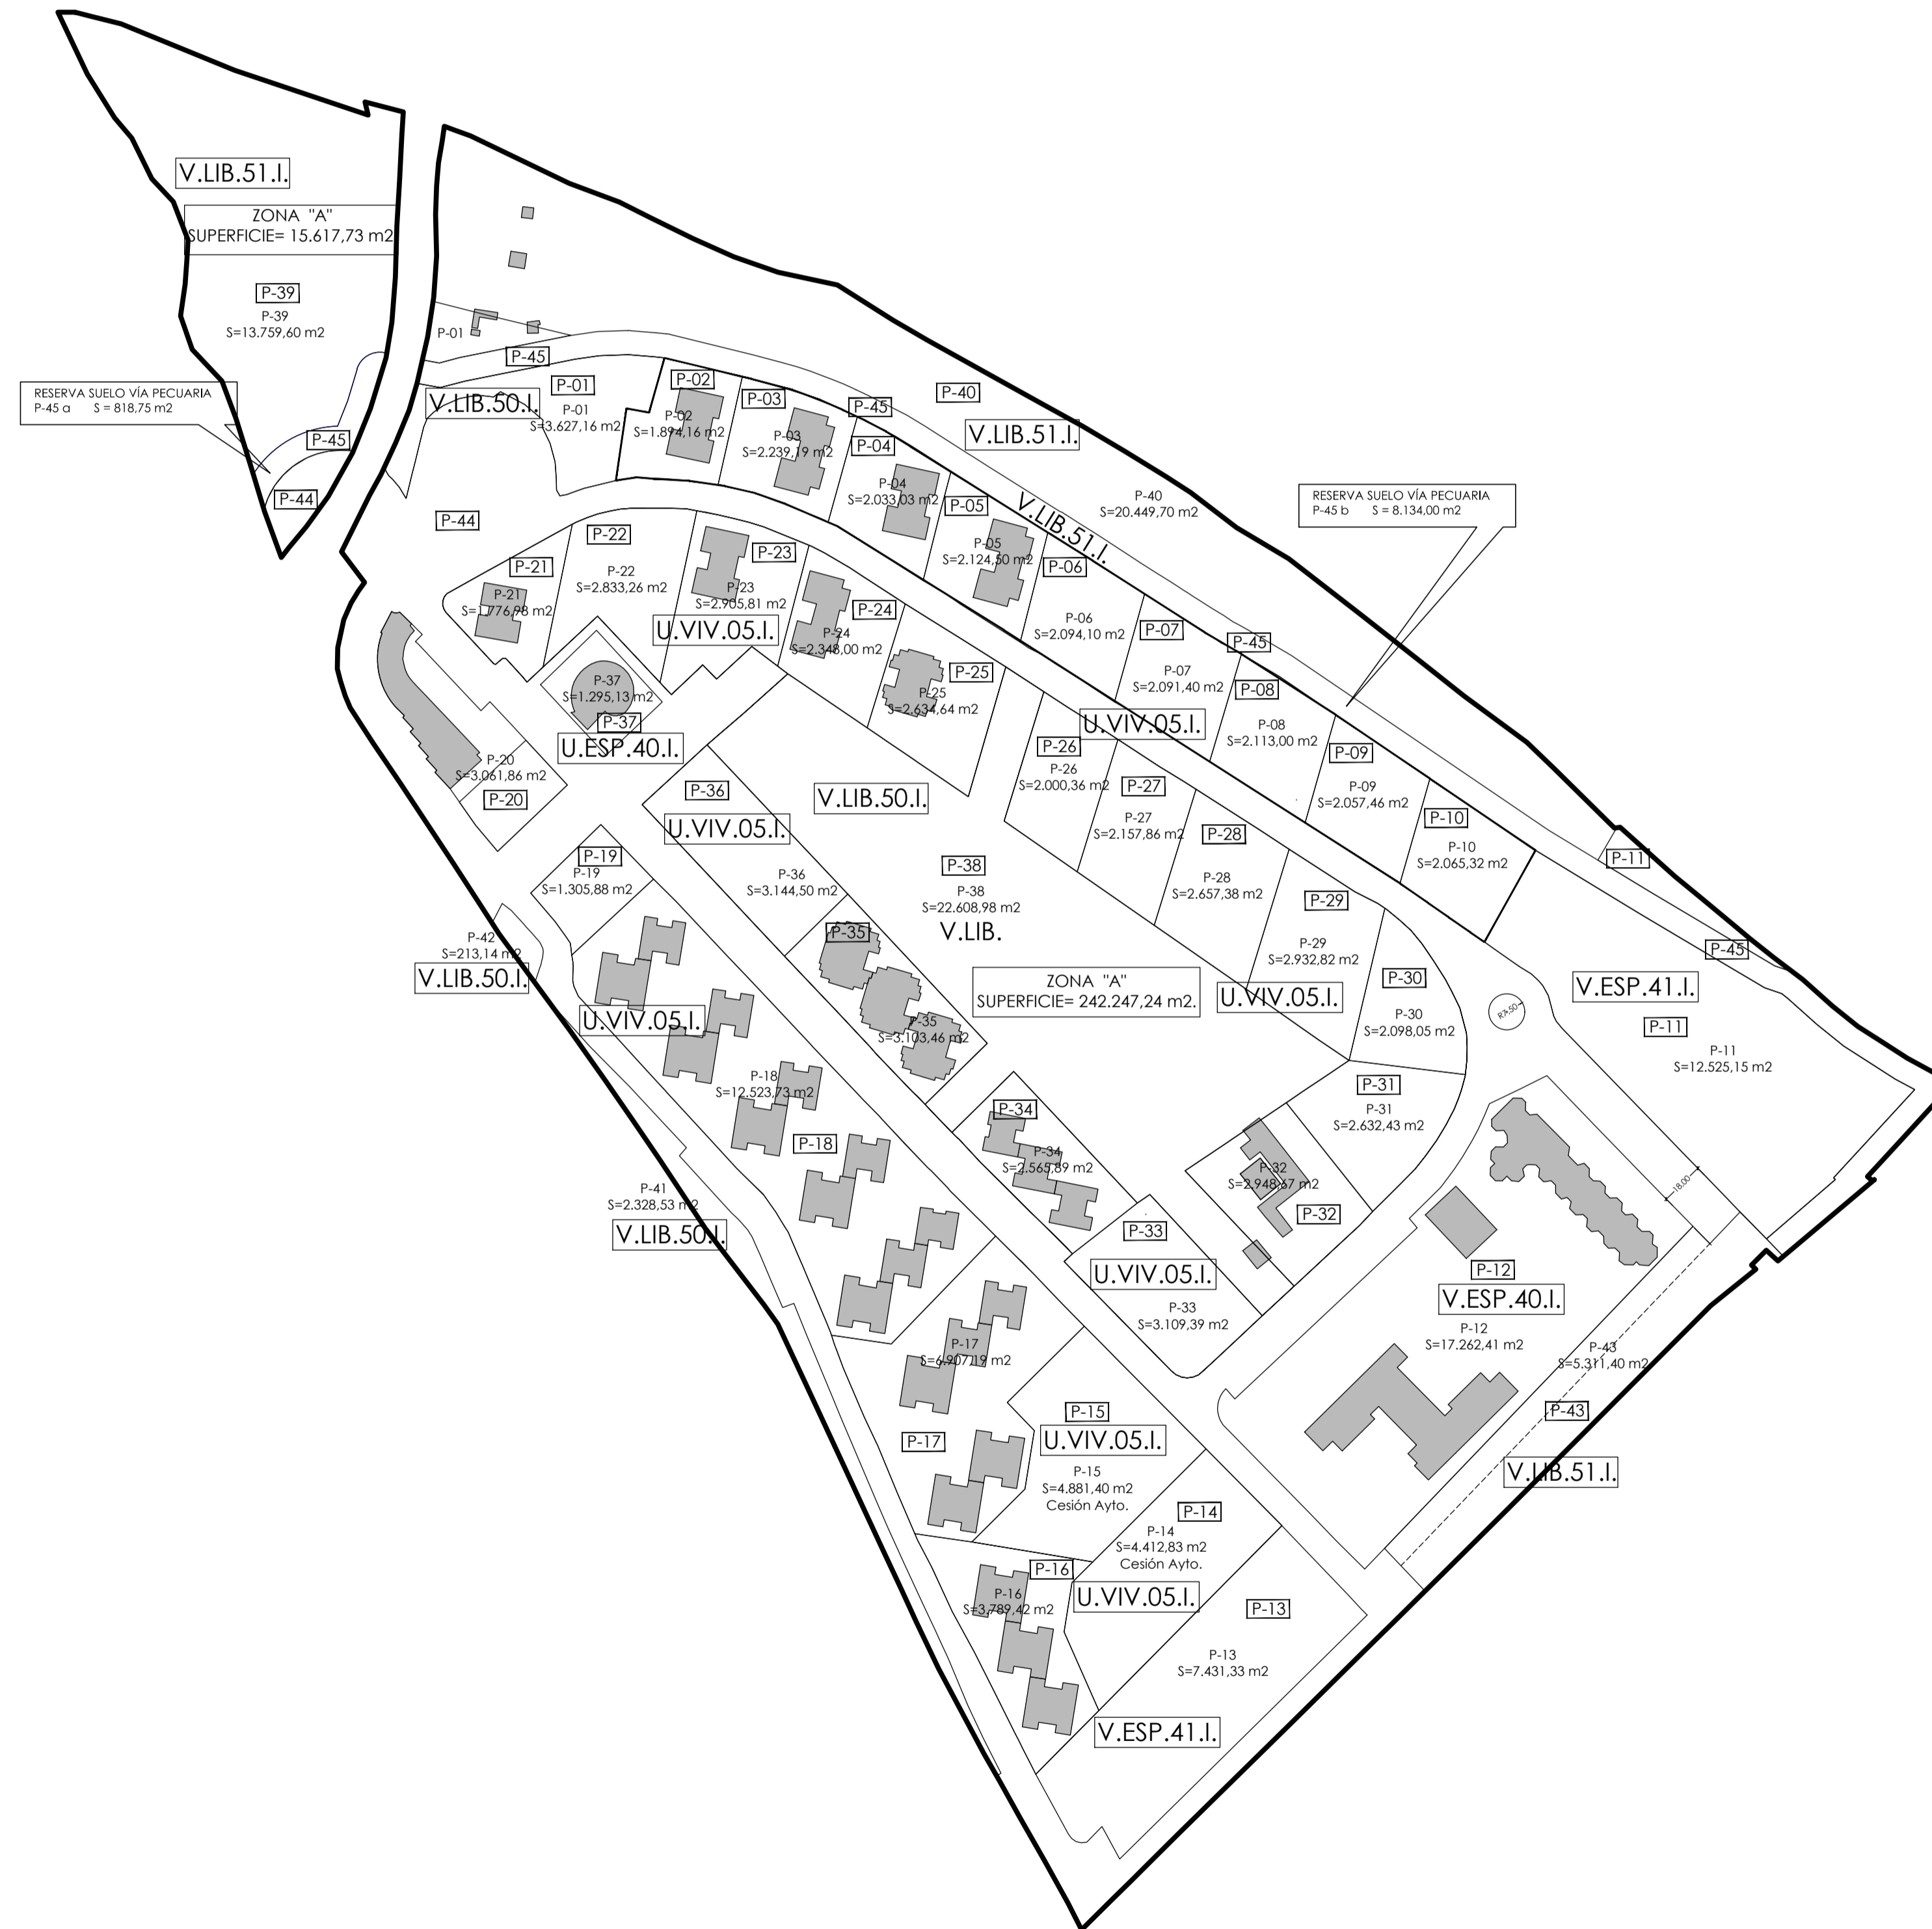 V.LIB.51.I.
ZONA "A"
SUPERFICIE= 15.617,73 m2
P-39
P-39
S=13.759,60 m2
RESERVA SUELO VÍA PECUARIA
P-45 a S = 818,75 m2
P-45
P-44
P-01
P-45
V.LIB.50.I.
P-01
P-01
S=3.627,16 m2
P-02
P-02
S=1.894,16 m2
P-03
P-03
S=2.239,19 m2
P-45
P-04
P-04
S=2.033,03 m2
P-40
V.LIB.51.I.
P-40
S=20.449,70 m2
V.LIB.51.I.
RESERVA SUELO VÍA PECUARIA
P-45 b S = 8.134,00 m2
P-05
P-05
S=2.124,50 m2
P-06
P-06
S=2.094,10 m2
P-07
P-07
S=2.091,40 m2
P-45
P-08
P-08
S=2.113,00 m2
P-09
P-09
S=2.057,46 m2
P-10
P-10
S=2.065,32 m2
P-11
P-45
V.ESP.41.I.
P-11
P-11
S=12.525,15 m2
P-44
P-21
P-21
S=1.776,98 m2
P-22
P-22
S=2.833,26 m2
P-23
P-23
S=2.905,81 m2
U.VIV.05.I.
P-24
P-24
S=2.348,00 m2
P-25
P-25
S=2.634,64 m2
P-37
S=1.295,13 m2
P-37
U.ESP.40.I.
P-20
S=3.061,86 m2
P-20
U.VIV.05.I.
P-26
P-26
S=2.000,36 m2
P-27
P-27
S=2.157,86 m2
P-28
P-28
S=2.657,38 m2
P-29
P-29
S=2.932,82 m2
P-30
P-30
S=2.098,05 m2
R7,50
P-31
P-31
S=2.632,43 m2
U.VIV.05.I.
P-36
U.VIV.05.I.
P-36
S=3.144,50 m2
V.LIB.50.I.
P-38
P-38
S=22.608,98 m2
V.LIB.
ZONA "A"
SUPERFICIE= 242.247,24 m2.
P-35
P-35
S=3.103,46 m2
P-19
P-19
S=1.305,88 m2
P-42
S=213,14 m2
V.LIB.50.I.
U.VIV.05.I.
P-18
S=12.523,73 m2
P-18
P-41
S=2.328,53 m2
V.LIB.50.I.
P-34
P-34
S=2.565,89 m2
P-32
S=2.948,67 m2
P-32
P-33
U.VIV.05.I.
P-33
S=3.109,39 m2
18.00
P-12
V.ESP.40.I.
P-12
S=17.262,41 m2
P-43
S=5.311,40 m2
P-43
V.LIB.51.I.
P-17
S=6.907,19 m2
P-17
P-15
U.VIV.05.I.
P-15
S=4.881,40 m2
Cesión Ayto.
P-14
P-14
S=4.412,83 m2
Cesión Ayto.
U.VIV.05.I.
P-16
P-16
S=3.789,42 m2
P-13
P-13
S=7.431,33 m2
V.ESP.41.I.